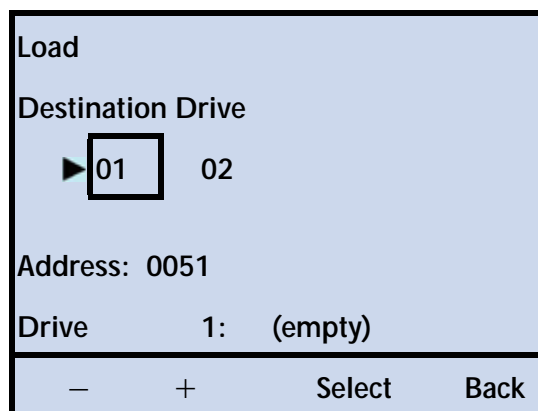 Load
Destination Drive
01 02
Address: 0051
Drive 1: (empty)
− + Select Back